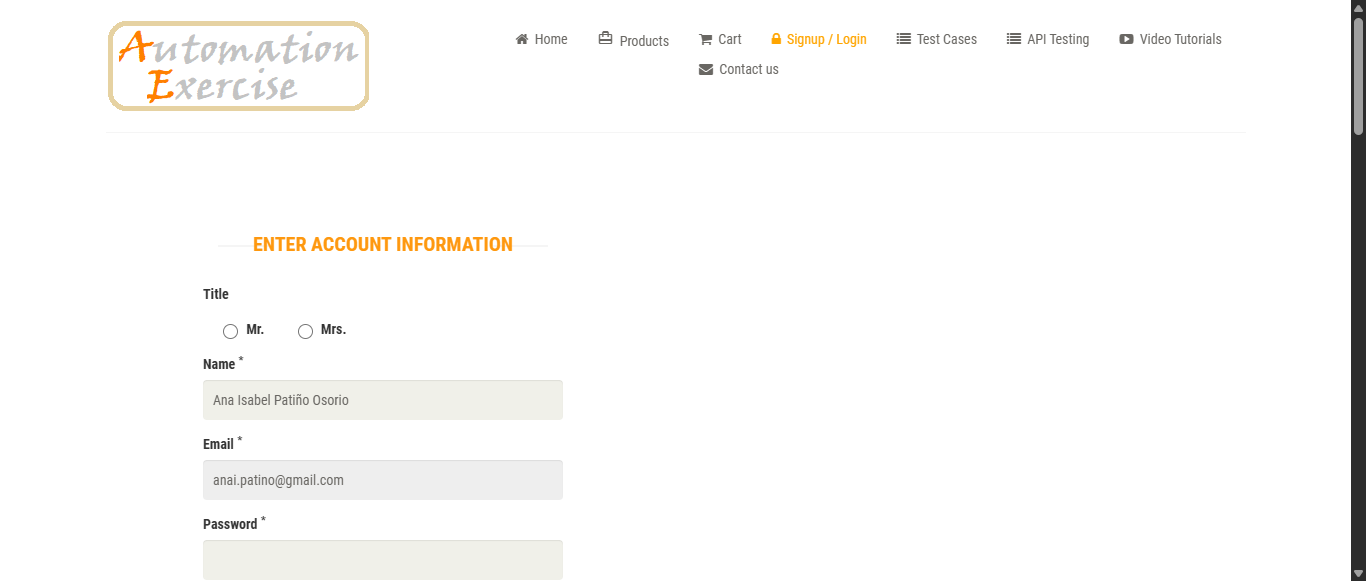 Automation
Exercise
Home Products Cart Signup / Login Test Cases API Testing Video Tutorials
Contact us
ENTER ACCOUNT INFORMATION
Title
Mr. Mrs.
Name *
Ana Isabel Patiño Osorio
Email *
anai.patino@gmail.com
Password *